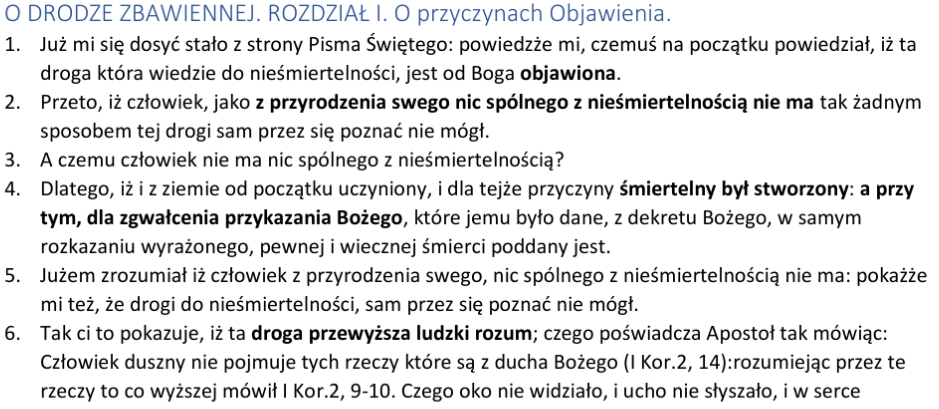 O DRODZE ZBAWIENNEJ. ROZDZIAŁ I. O przyczynach Objawienia.
1. Już mi się dosyć stało z strony Pisma Świętego: powiedzże mi, czemuś na początku powiedział, iż ta
droga która wiedzie do nieśmiertelności, jest od Boga objawiona.
2. Przeto, iż człowiek, jako z przyrodzenia swego nic spólnego z nieśmiertelnością nie ma tak żadnym
sposobem tej drogi sam przez się poznać nie mógł.
3. A czemu człowiek nie ma nic spólnego z nieśmiertelnością?
4. Dlatego, iż i z ziemie od początku uczyniony, i dla tejże przyczyny śmiertelny był stworzony: a przy
tym, dla zgwałcenia przykazania Bożego, które jemu było dane, z dekretu Bożego, w samym
rozkazaniu wyrażonego, pewnej i wiecznej śmierci poddany jest.
5. Jużem zrozumiał iż człowiek z przyrodzenia swego, nic spólnego z nieśmiertelnością nie ma: pokażże
mi też, że drogi do nieśmiertelności, sam przez się poznać nie mógł.
6. Tak ci to pokazuje, iż ta droga przewyższa ludzki rozum; czego poświadcza Apostoł tak mówiąc:
Człowiek duszny nie pojmuje tych rzeczy które są z ducha Bożego (I Kor.2, 14):rozumiejąc przez te
rzeczy to co wyższej mówił I Kor.2, 9-10. Czego oko nie widziało, i ucho nie słyszało, i w serce